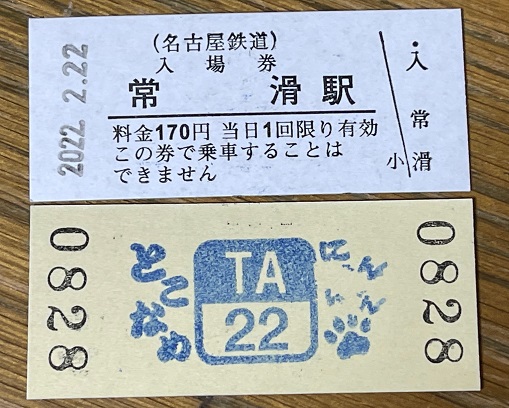 2022. 2. 22
(名古屋鉄道)
入場券
常滑駅
料金170円 当日1回限り有効
この券で乗車することは
できません
入
常
小 滑
0828
とこなめ
TA
22
にゃん
0828